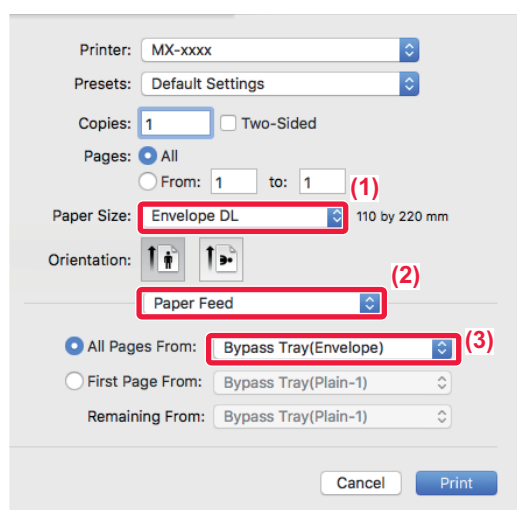 Printer: MX-xxxx
Presets: Default Settings
Copies: 1 Two-Sided
Pages: All
From: 1 to: 1
(1)
Paper Size: Envelope DL 110 by 220 mm
Orientation:
(2)
Paper Feed
All Pages From: Bypass Tray(Envelope) (3)
First Page From: Bypass Tray(Plain-1)
Remaining From: Bypass Tray(Plain-1)
Cancel Print